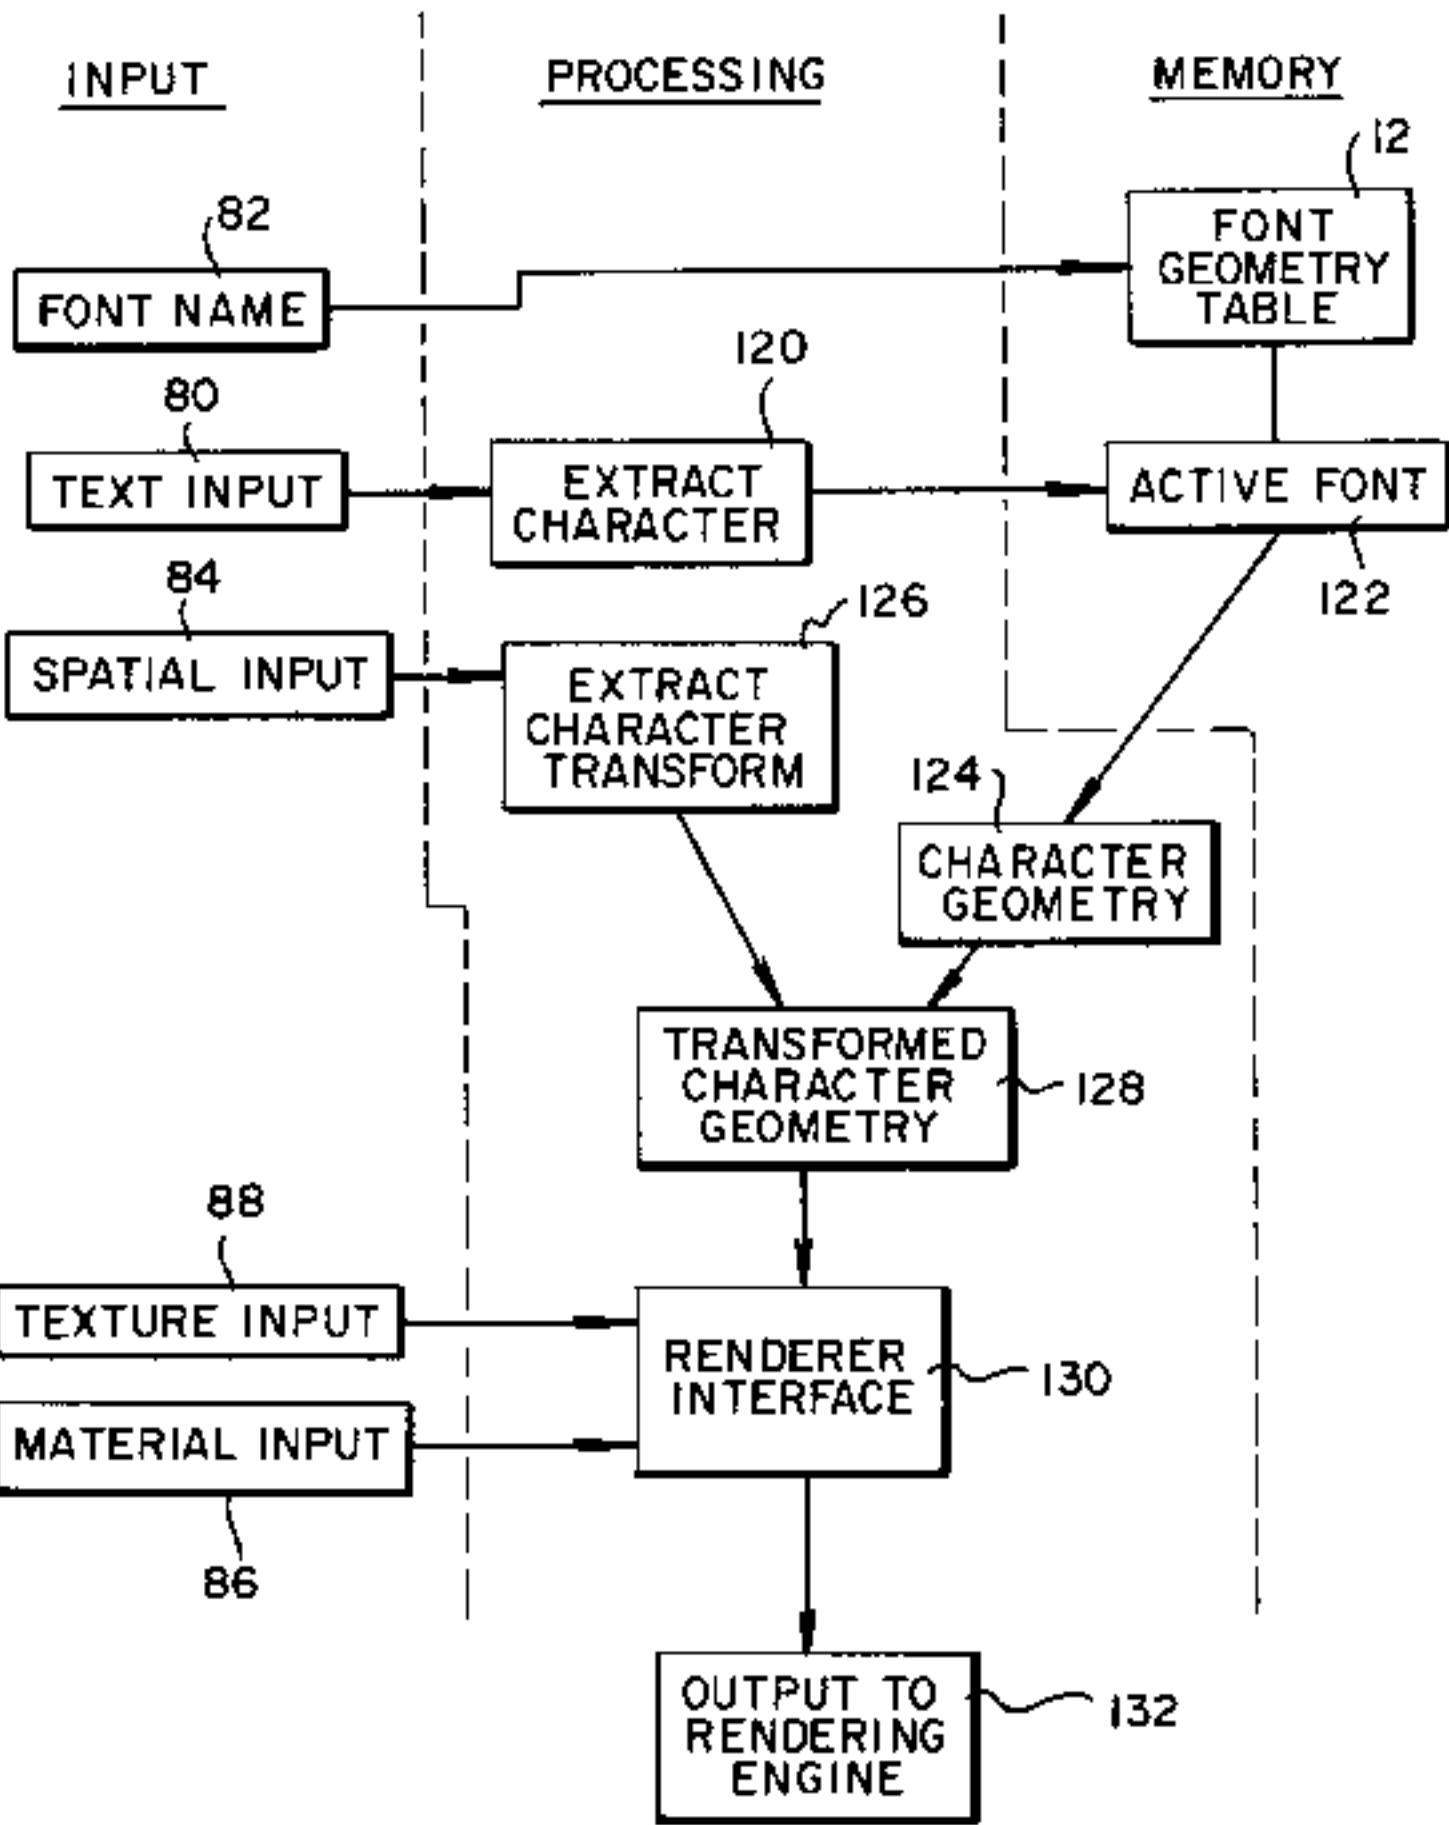 INPUT
PROCESSING
MEMORY
12
82
FONT NAME
FONT
GEOMETRY
TABLE
120
80
TEXT INPUT
EXTRACT
CHARACTER
ACTIVE FONT
122
84
126
SPATIAL INPUT
EXTRACT
CHARACTER
TRANSFORM
124
CHARACTER
GEOMETRY
TRANSFORMED
CHARACTER
GEOMETRY
128
88
TEXTURE INPUT
RENDERER
INTERFACE
130
MATERIAL INPUT
86
OUTPUT TO
RENDERING
ENGINE
132